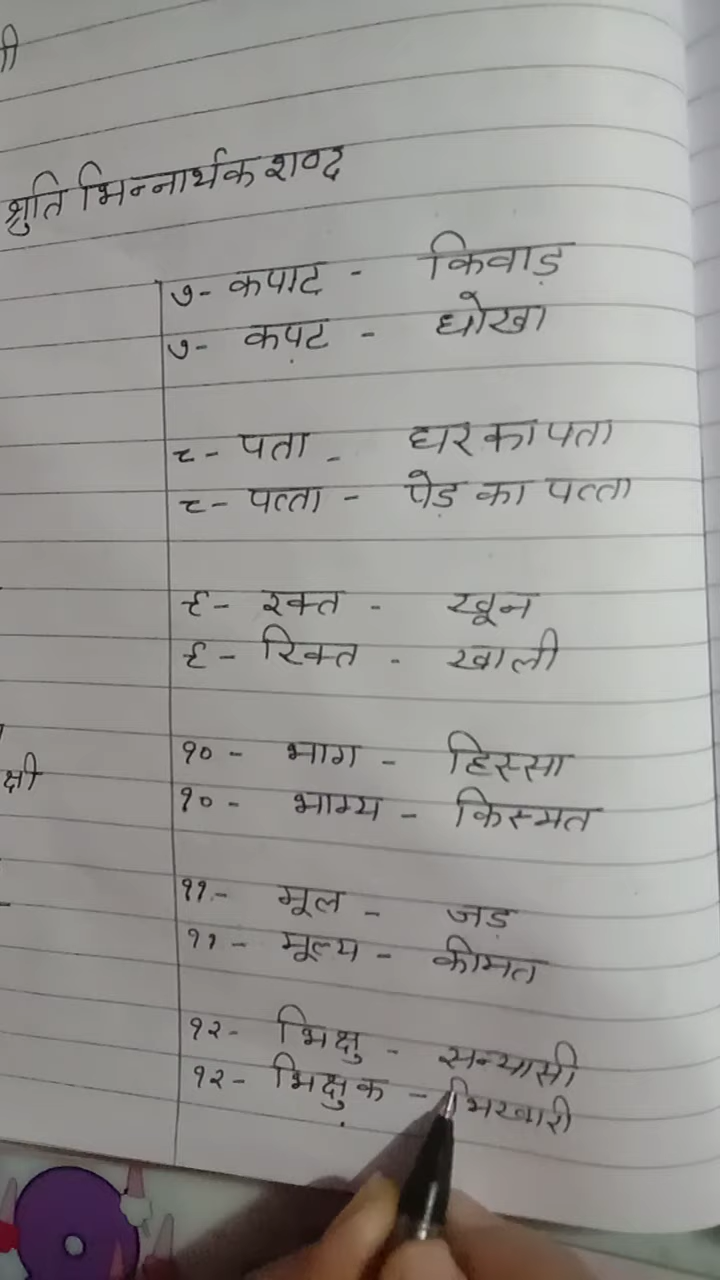 ी
श्रुति भिन्नार्थक शब्द
७- कपाट - किवाड़
७- कपट - धोखा
८- पता - घर का पता
८- पत्ता - पेड़ का पत्ता
९- रक्त - खून
९- रिक्त - खाली
१० - भाग - हिस्सा
क्षी
१० - भाग्य - किस्मत
११- मूल - जड़
११- मूल्य - कीमत
१२- भिक्षु - सन्यासी
१२- भिक्षुक - भिखारी